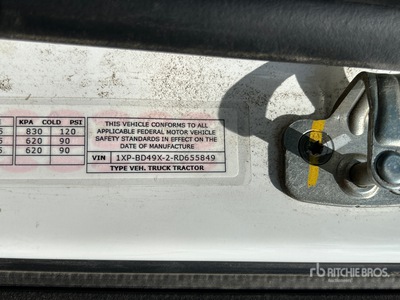 KPA COLD PSI
830 120
620 90
620 90
THIS VEHICLE CONFORMS TO ALL
APPLICABLE FEDERAL MOTOR VEHICLE
SAFETY STANDARDS IN EFFECT ON THE
DATE OF MANUFACTURE
VIN 1XP-BD49X-2-RD655849
TYPE VEH. TRUCK TRACTOR
rb RITCHIE BROS.
Auctioneers